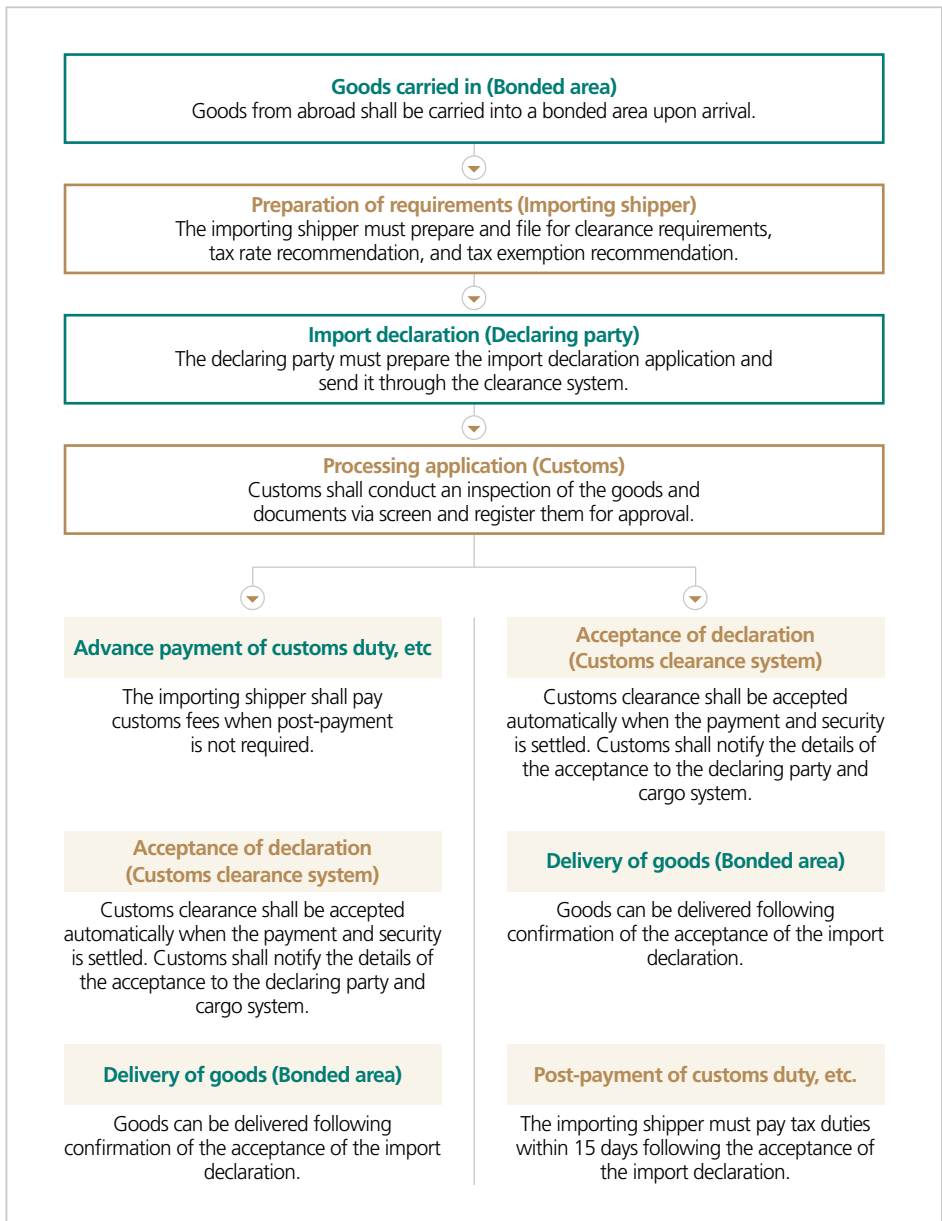 Goods carried in (Bonded area)
Goods from abroad shall be carried into a bonded area upon arrival.
Preparation of requirements (Importing shipper)
The importing shipper must prepare and file for clearance requirements,
tax rate recommendation, and tax exemption recommendation.
Import declaration (Declaring party)
The declaring party must prepare the import declaration application and
send it through the clearance system.
Processing application (Customs)
Customs shall conduct an inspection of the goods and
documents via screen and register them for approval.
Advance payment of customs duty, etc
The importing shipper shall pay
customs fees when post-payment
is not required.
Acceptance of declaration
(Customs clearance system)
Customs clearance shall be accepted
automatically when the payment and security
is settled. Customs shall notify the details of
the acceptance to the declaring party and
cargo system.
Delivery of goods (Bonded area)
Goods can be delivered following
confirmation of the acceptance of the import
declaration.
Acceptance of declaration
(Customs clearance system)
Customs clearance shall be accepted
automatically when the payment and security
is settled. Customs shall notify the details of
the acceptance to the declaring party and
cargo system.
Delivery of goods (Bonded area)
Goods can be delivered following
confirmation of the acceptance of the import
declaration.
Post-payment of customs duty, etc.
The importing shipper must pay tax duties
within 15 days following the acceptance of
the import declaration.